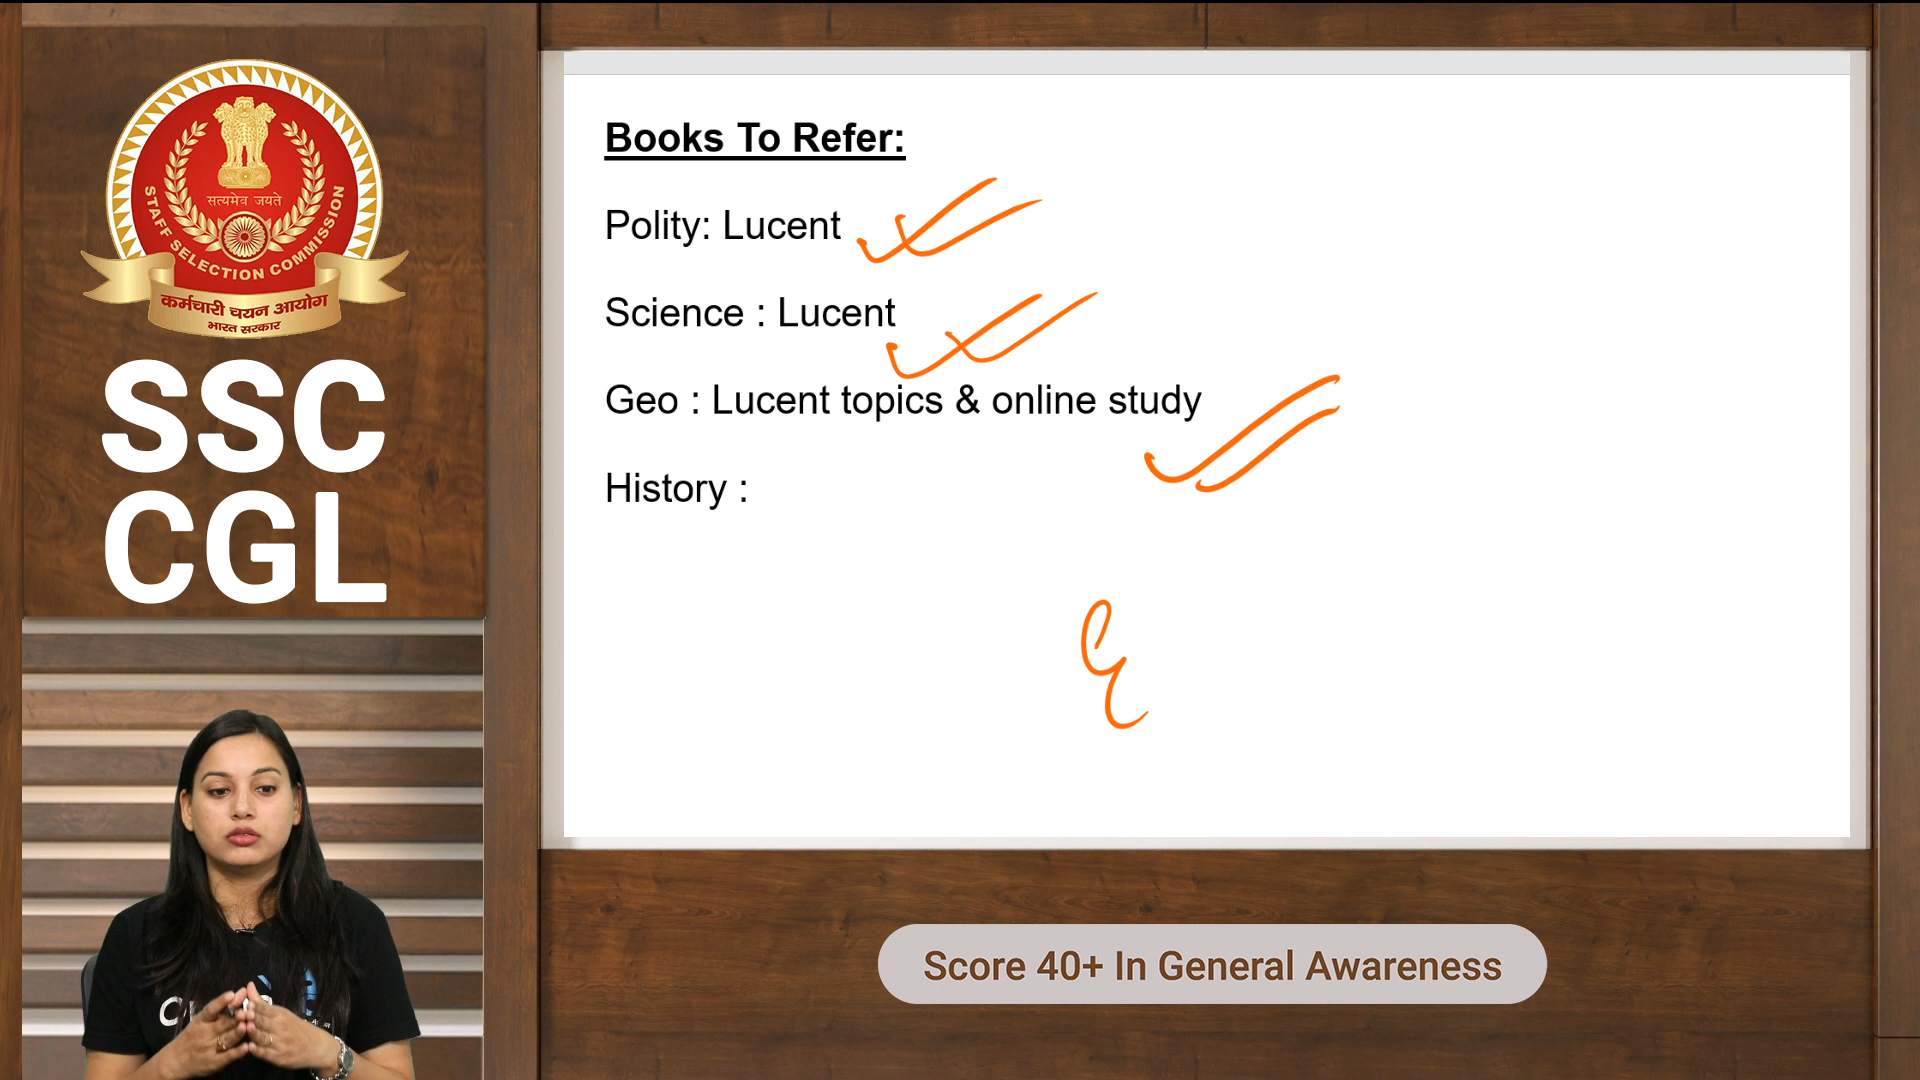 सत्यमेव जयते
STAFF SELECTION COMMISSION
कर्मचारी चयन आयोग
भारत सरकार
SSC
CGL
Books To Refer:
Polity: Lucent
Science : Lucent
Geo : Lucent topics & online study
History :
Score 40+ In General Awareness